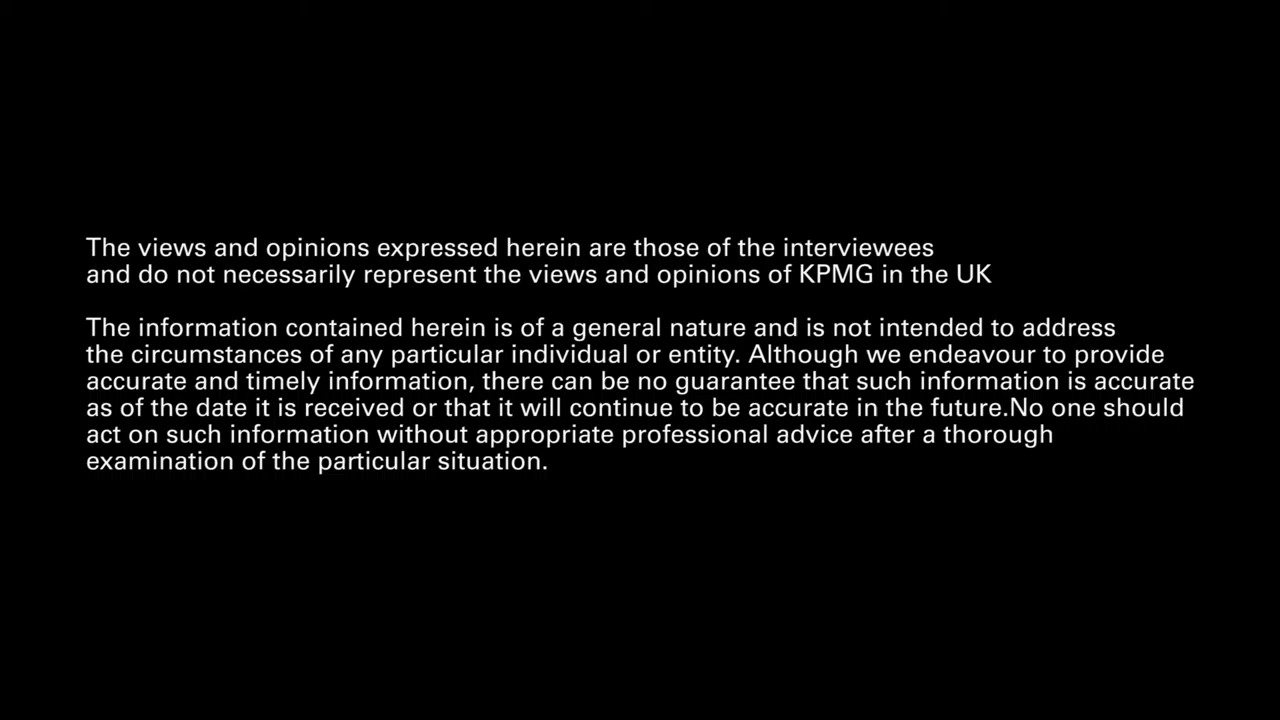 The views and opinions expressed herein are those of the interviewees
and do not necessarily represent the views and opinions of KPMG in the UK
The information contained herein is of a general nature and is not intended to address
the circumstances of any particular individual or entity. Although we endeavour to provide
accurate and timely information, there can be no guarantee that such information is accurate
as of the date it is received or that it will continue to be accurate in the future.No one should
act on such information without appropriate professional advice after a thorough
examination of the particular situation.